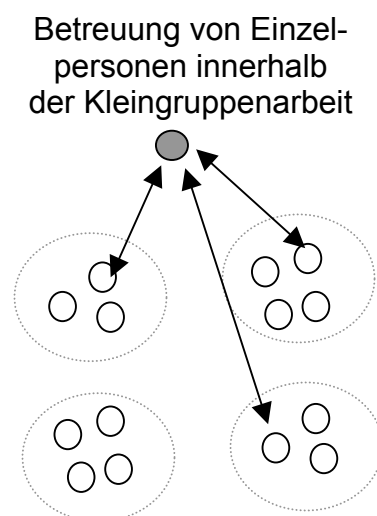 Betreuung von Einzel-
personen innerhalb
der Kleingruppenarbeit